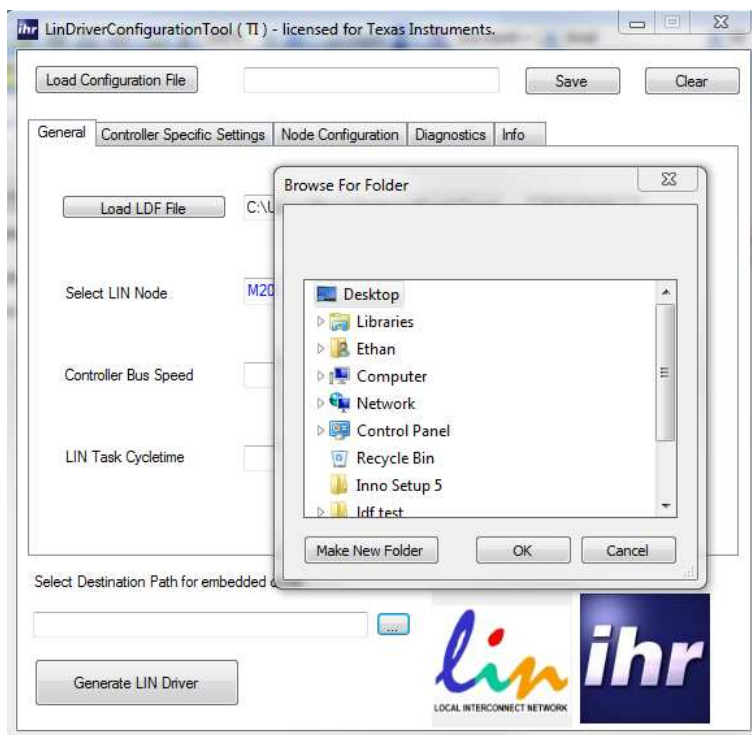 ihr LinDriverConfigurationTool ( TI ) - licensed for Texas Instruments.
Load Configuration File Save Clear
General Controller Specific Settings Node Configuration Diagnostics Info
Browse For Folder
Load LDF File C:\
Desktop
Libraries
Select LIN Node M20
Ethan
Controller Bus Speed
Computer
Network
Control Panel
LIN Task Cycletime
Recycle Bin
Inno Setup 5
ldf test
Make New Folder OK Cancel
Select Destination Path for embedded
...
Generate LIN Driver
lin
LOCAL INTERCONNECT NETWORK
ihr